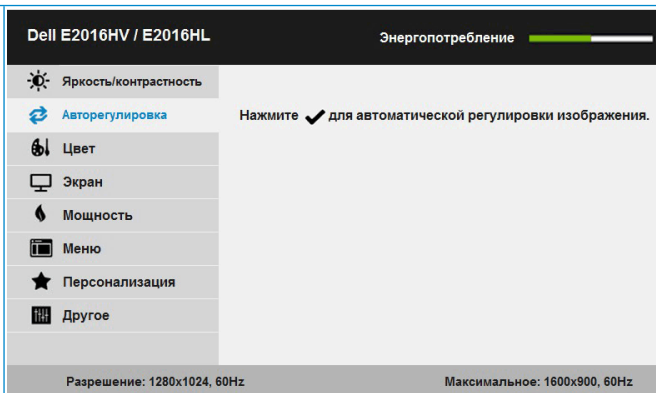 Dell E2016HV / E2016HL
Энергопотребление
Яркость/контрастность
Авторегулировка
Нажмите ✔ для автоматической регулировки изображения.
Цвет
Экран
Мощность
Меню
Персонализация
Другое
Разрешение: 1280x1024, 60Hz
Максимальное: 1600x900, 60Hz